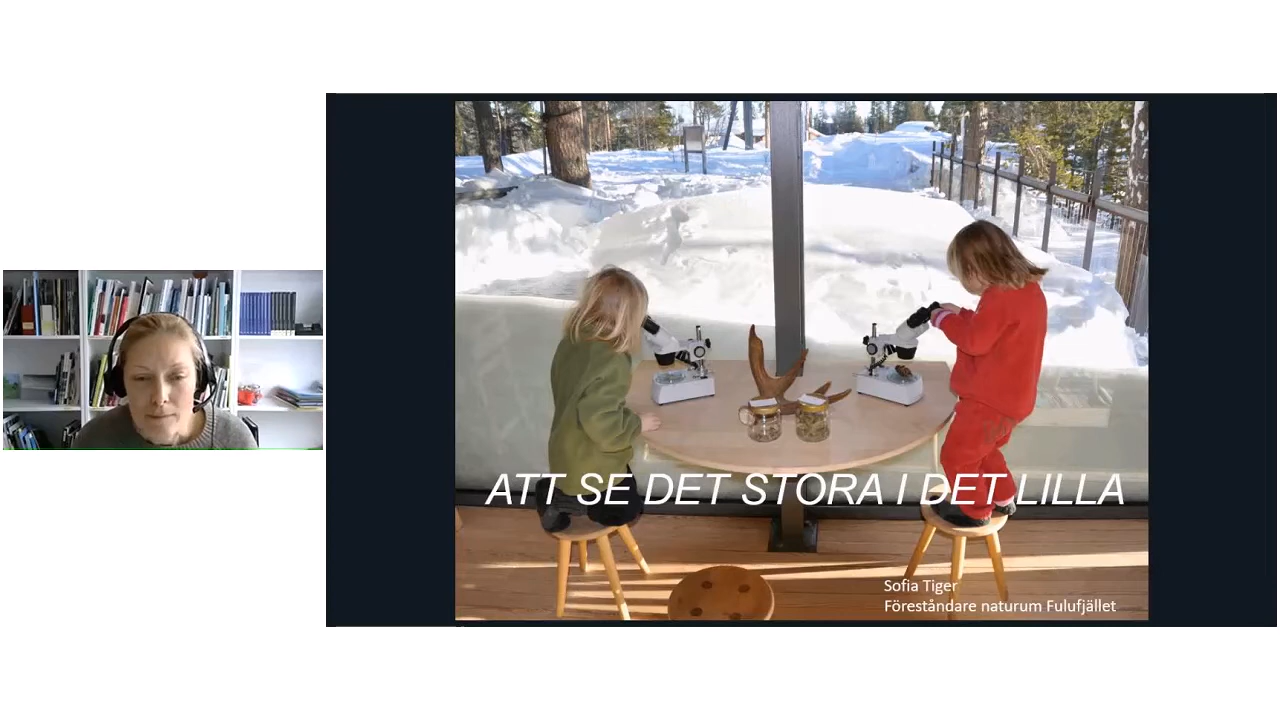 ATT SE DET STORA I DET LILLA
Sofia Tiger
Föreståndare naturum Fulufjället